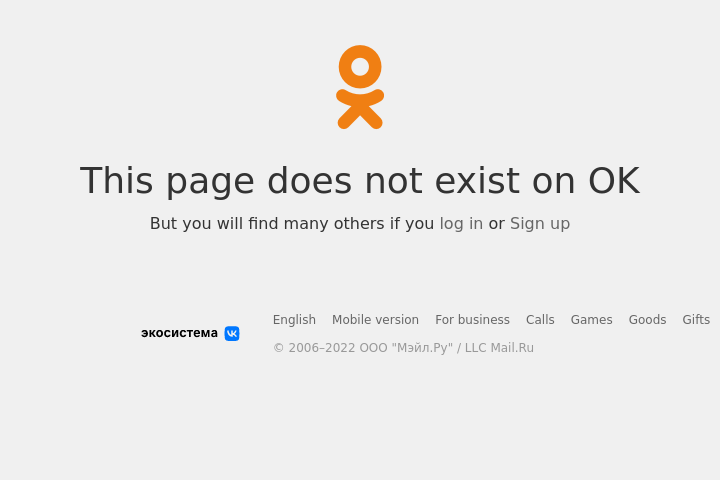 This page does not exist on OK
But you will find many others if you log in or Sign up
экосистема
English Mobile version For business Calls Games Goods Gifts
© 2006–2022 ООО "Мэйл.Ру" / LLC Mail.Ru